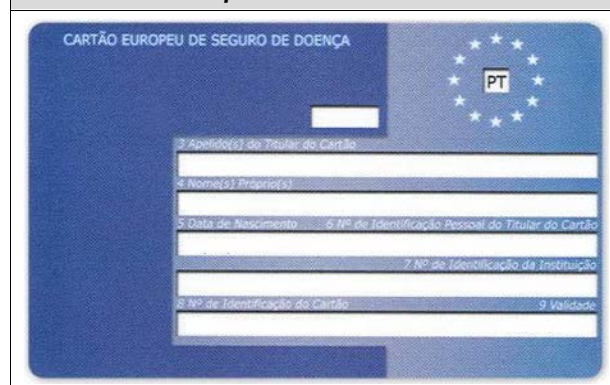 CARTÃO EUROPEU DE SEGURO DE DOENÇA
PT
3 Apelido(s) do Titular do Cartão
4 Nome(s) Próprio(s)
5 Data de Nascimento 6 Nº de Identificação Pessoal do Titular do Cartão
7 Nº de Identificação da Instituição
8 Nº de Identificação do Cartão 9 Validade